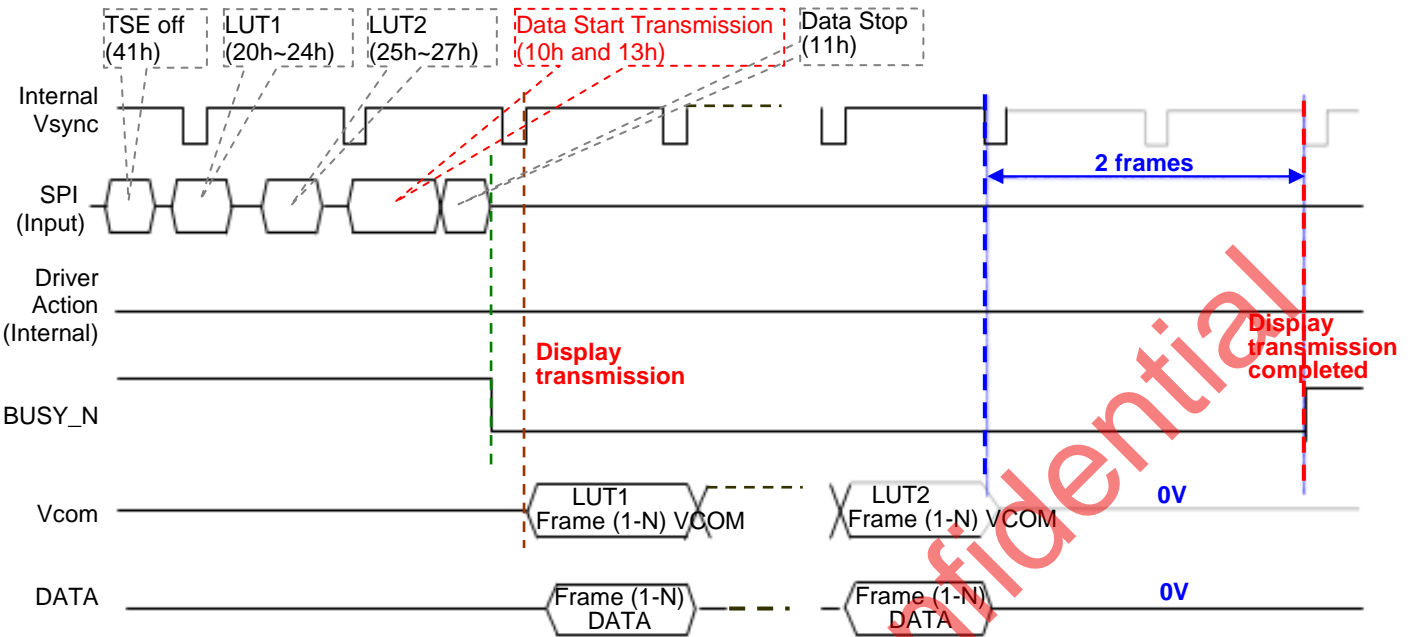 TSE off
(41h)
LUT1
(20h~24h)
LUT2
(25h~27h)
Data Start Transmission
(10h and 13h)
Data Stop
(11h)
Internal
Vsync
2 frames
SPI
(Input)
Driver
Action
(Internal)
Display
transmission
Display
transmission
completed
BUSY_N
Vcom
LUT1
Frame (1-N) VCOM
LUT2
Frame (1-N) VCOM
0V
DATA
Frame (1-N)
DATA
Frame (1-N)
DATA
0V
nfidential